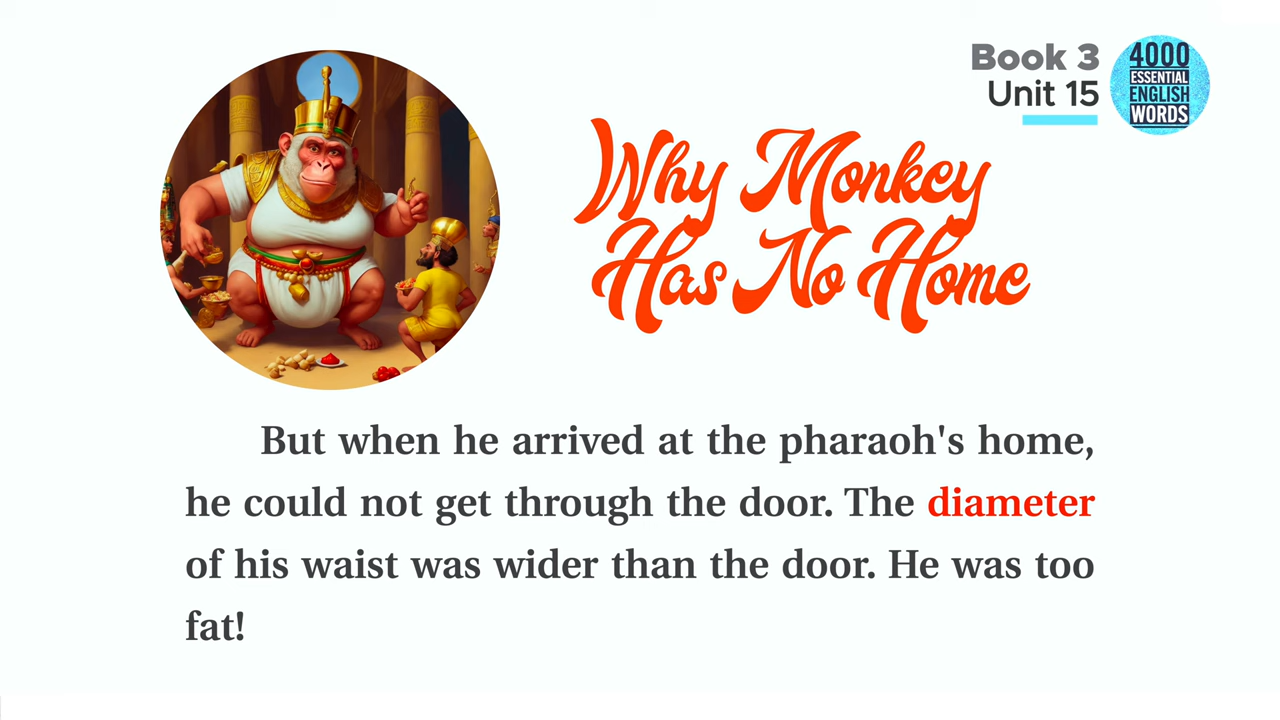 Book 3
Unit 15
4000
ESSENTIAL
ENGLISH
WORDS
Why Monkey
Has No Home
But when he arrived at the pharaoh's home,
he could not get through the door. The diameter
of his waist was wider than the door. He was too
fat!